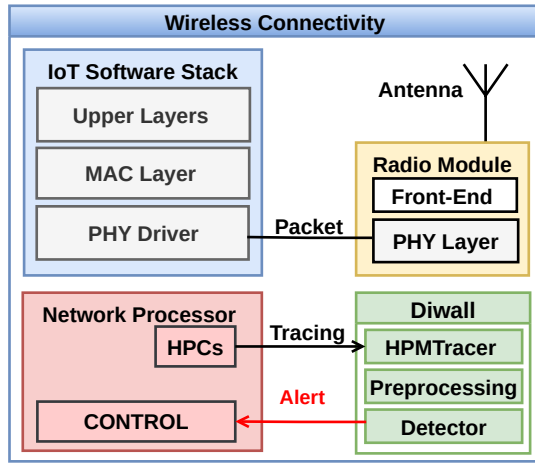 Wireless Connectivity
IoT Software Stack
Upper Layers
MAC Layer
PHY Driver
Packet
Antenna
Radio Module
Front-End
PHY Layer
Network Processor
HPCs
Tracing
CONTROL
Alert
Diwall
HPMTracer
Preprocessing
Detector